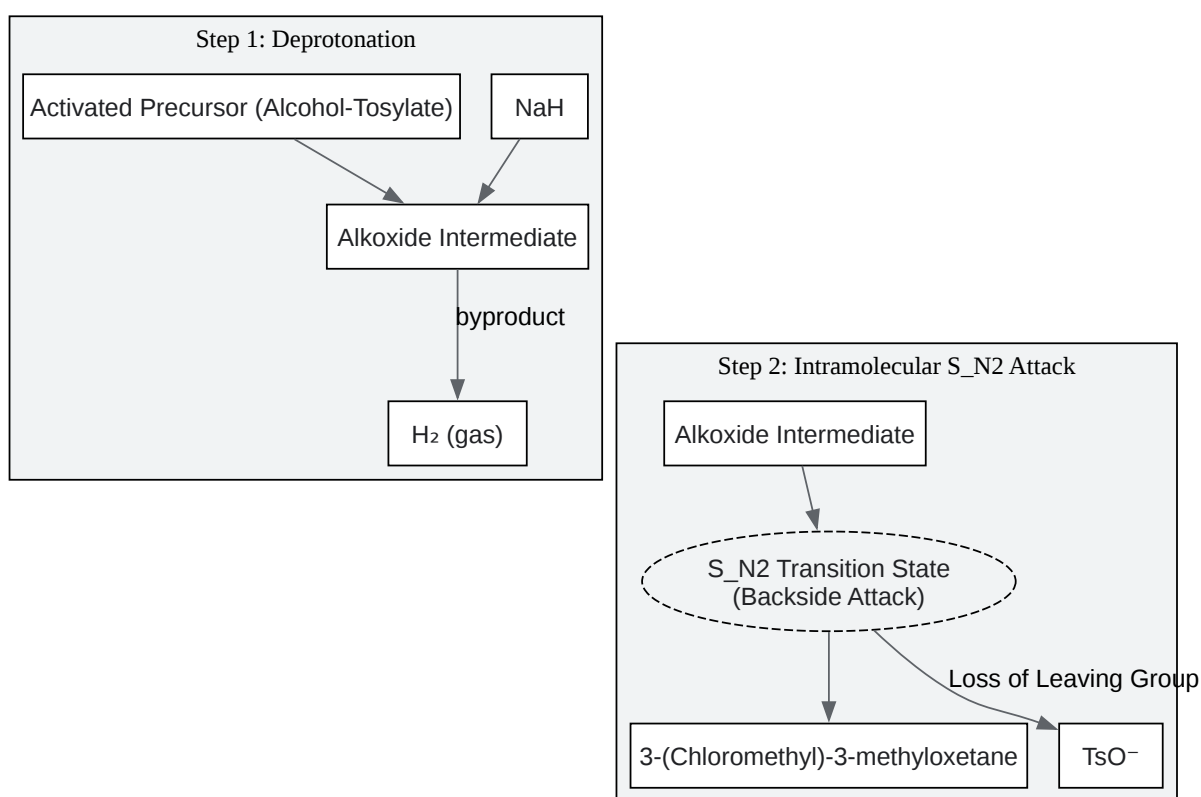 Step 1: Deprotonation
Activated Precursor (Alcohol-Tosylate)
NaH
Alkoxide Intermediate
byproduct
H₂ (gas)
Step 2: Intramolecular S_N2 Attack
Alkoxide Intermediate
S_N2 Transition State
(Backside Attack)
Loss of Leaving Group
3-(Chloromethyl)-3-methyloxetane
TsO⁻